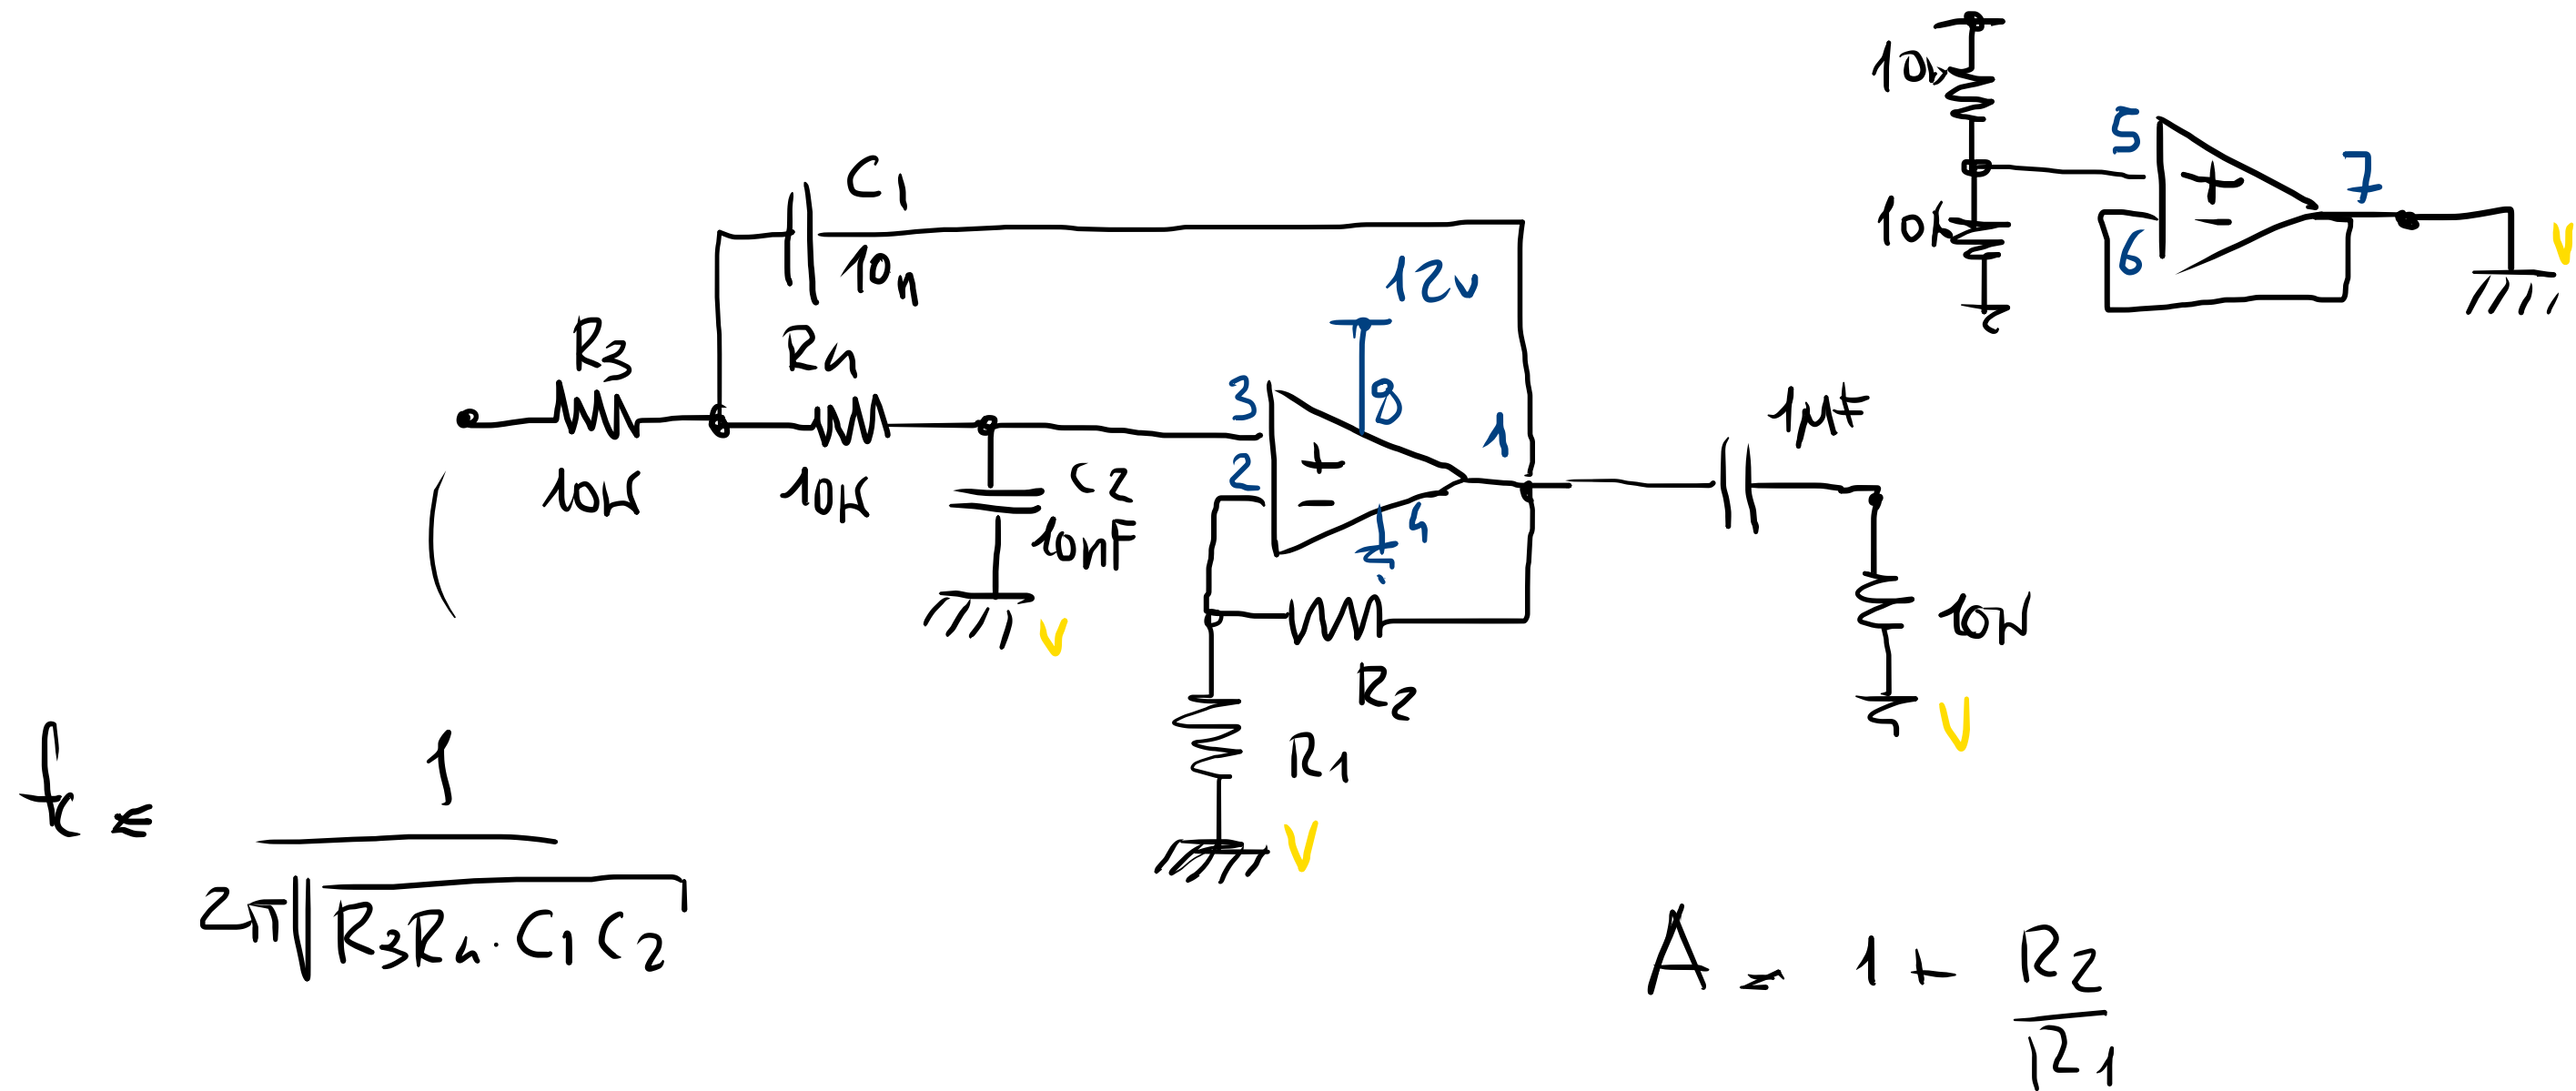 10k
10k
5
6
7
V
C1
10n
12v
R3
R4
10k
10k
3
2
8
1
4
1µF
C2
10nF
V
10k
V
R2
R1
V
fc = 1 / 2π√R3R4·C1C2
A = 1 + R2 / R1